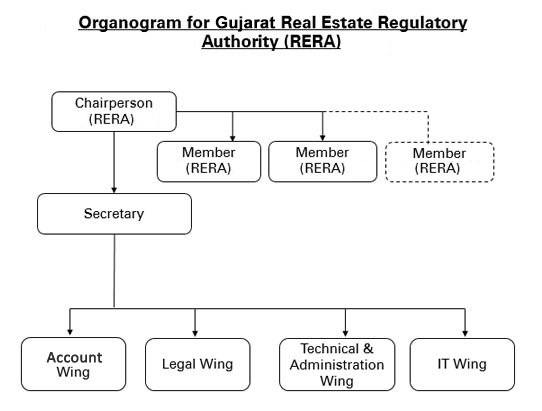 Organogram for Gujarat Real Estate Regulatory
Authority (RERA)
Chairperson
(RERA)
Member
(RERA)
Member
(RERA)
Member
(RERA)
Secretary
Account
Wing
Legal Wing
Technical &
Administration
Wing
IT Wing